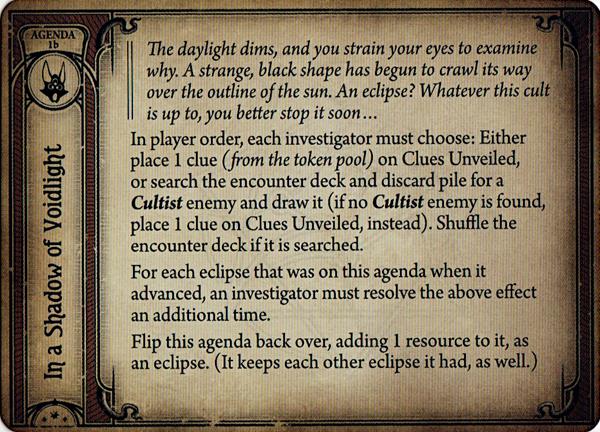 AGENDA
1b
In a Shadow of Voidlight
The daylight dims, and you strain your eyes to examine
why. A strange, black shape has begun to crawl its way
over the outline of the sun. An eclipse? Whatever this cult
is up to, you better stop it soon…
In player order, each investigator must choose: Either
place 1 clue (from the token pool) on Clues Unveiled,
or search the encounter deck and discard pile for a
Cultist enemy and draw it (if no Cultist enemy is found,
place 1 clue on Clues Unveiled, instead). Shuffle the
encounter deck if it is searched.
For each eclipse that was on this agenda when it
advanced, an investigator must resolve the above effect
an additional time.
Flip this agenda back over, adding 1 resource to it, as
an eclipse. (It keeps each other eclipse it had, as well.)